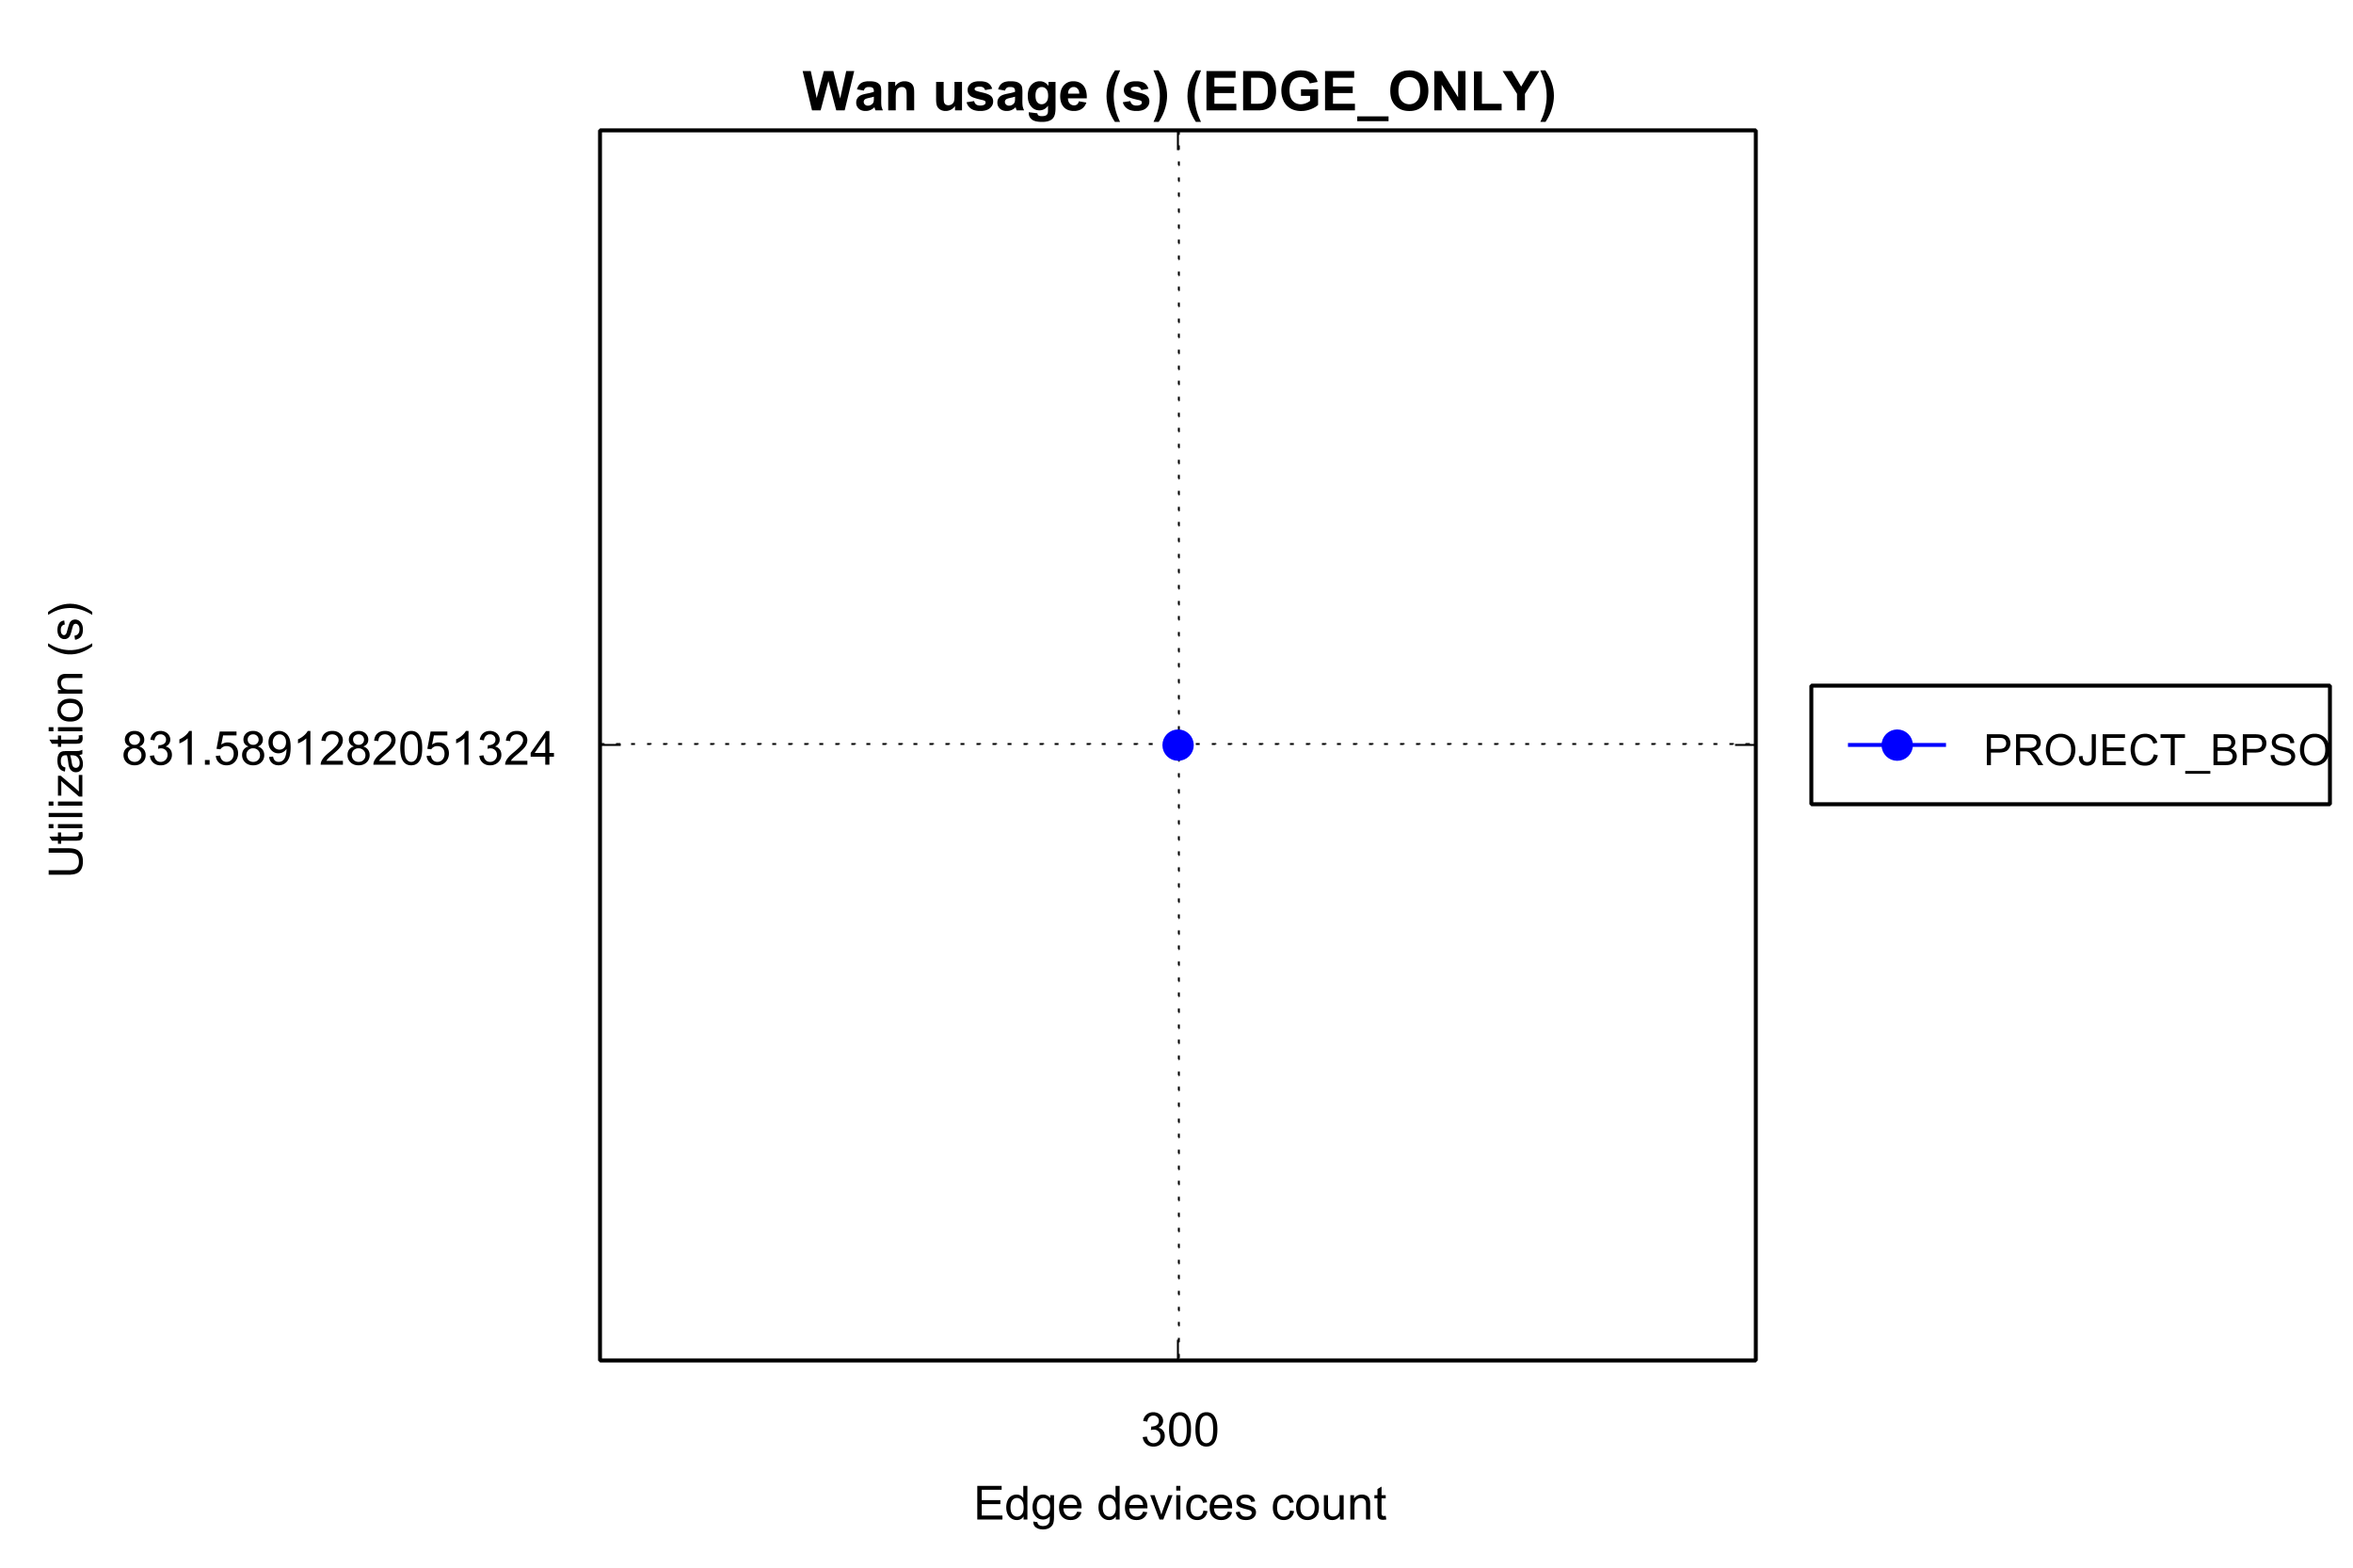 Wan usage (s) (EDGE_ONLY)
Utilization (s)
831.5891282051324
PROJECT_BPSO
300
Edge devices count